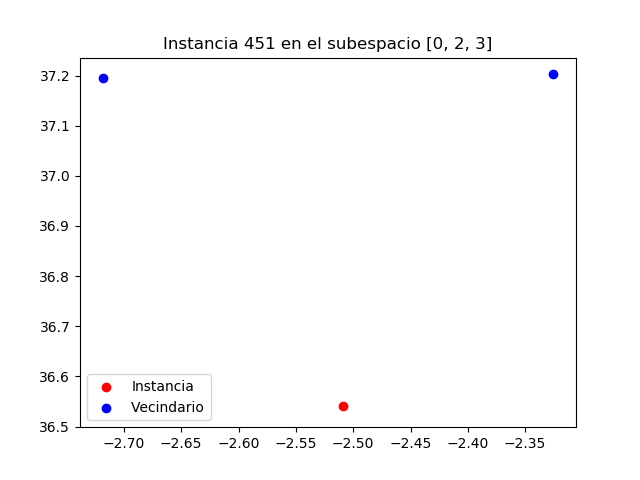 Instancia 451 en el subespacio [0, 2, 3]
37.2
37.1
37.0
36.9
36.8
36.7
36.6
36.5
Instancia
Vecindario
−2.70 −2.65 −2.60 −2.55 −2.50 −2.45 −2.40 −2.35